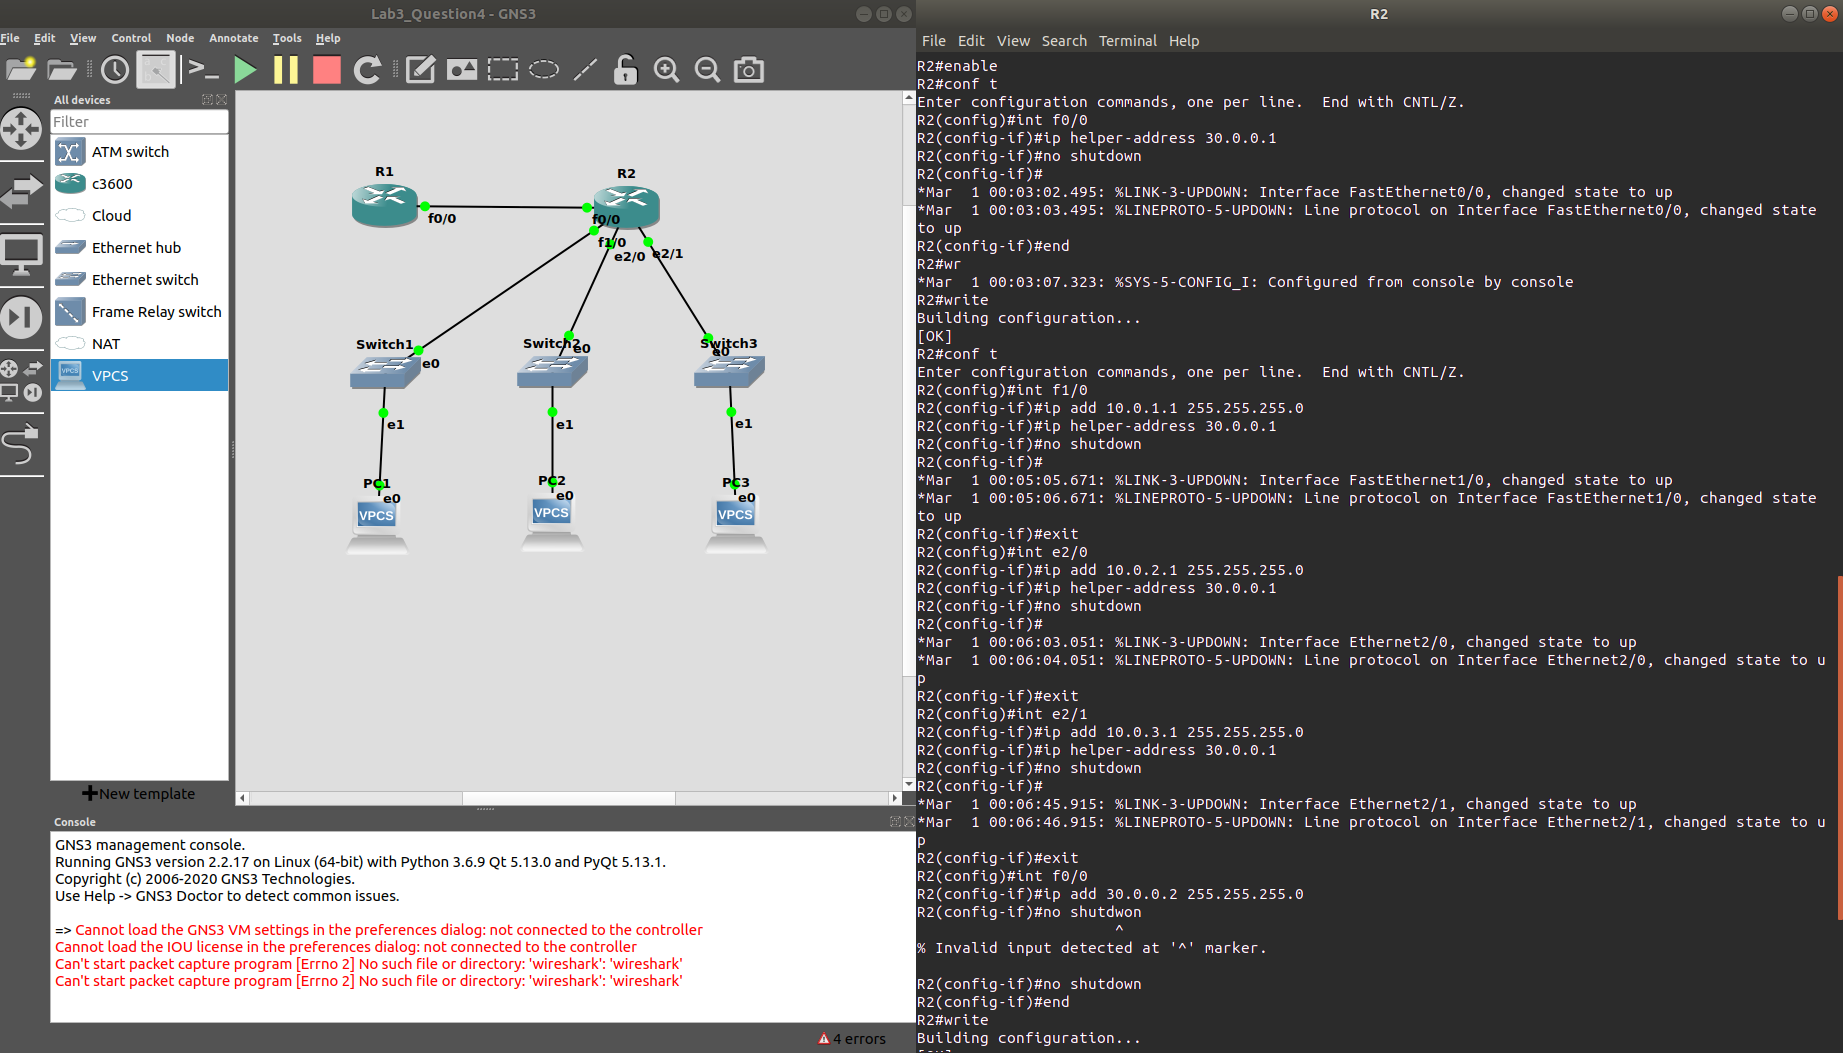 Lab3_Question4 - GNS3
File Edit View Control Node Annotate Tools Help
All devices
Filter
ATM switch
c3600
Cloud
Ethernet hub
Ethernet switch
Frame Relay switch
NAT
VPCS
New template
R1
R2
f0/0
f0/0
f1/0
e2/0
e2/1
Switch1
e0
Switch2
e0
Switch3
e0
e1
e1
e1
PC1
e0
PC2
e0
PC3
e0
VPCS
VPCS
VPCS
Console
GNS3 management console.
Running GNS3 version 2.2.17 on Linux (64-bit) with Python 3.6.9 Qt 5.13.0 and PyQt 5.13.1.
Copyright (c) 2006-2020 GNS3 Technologies.
Use Help -> GNS3 Doctor to detect common issues.
=> Cannot load the GNS3 VM settings in the preferences dialog: not connected to the controller
Cannot load the IOU license in the preferences dialog: not connected to the controller
Can't start packet capture program [Errno 2] No such file or directory: 'wireshark': 'wireshark'
Can't start packet capture program [Errno 2] No such file or directory: 'wireshark': 'wireshark'
4 errors
R2
File Edit View Search Terminal Help
R2#enable
R2#conf t
Enter configuration commands, one per line.  End with CNTL/Z.
R2(config)#int f0/0
R2(config-if)#ip helper-address 30.0.0.1
R2(config-if)#no shutdown
R2(config-if)#
*Mar  1 00:03:02.495: %LINK-3-UPDOWN: Interface FastEthernet0/0, changed state to up
*Mar  1 00:03:03.495: %LINEPROTO-5-UPDOWN: Line protocol on Interface FastEthernet0/0, changed state
to up
R2(config-if)#end
R2#wr
*Mar  1 00:03:07.323: %SYS-5-CONFIG_I: Configured from console by console
R2#write
Building configuration...
[OK]
R2#conf t
Enter configuration commands, one per line.  End with CNTL/Z.
R2(config)#int f1/0
R2(config-if)#ip add 10.0.1.1 255.255.255.0
R2(config-if)#ip helper-address 30.0.0.1
R2(config-if)#no shutdown
R2(config-if)#
*Mar  1 00:05:05.671: %LINK-3-UPDOWN: Interface FastEthernet1/0, changed state to up
*Mar  1 00:05:06.671: %LINEPROTO-5-UPDOWN: Line protocol on Interface FastEthernet1/0, changed state
to up
R2(config-if)#exit
R2(config)#int e2/0
R2(config-if)#ip add 10.0.2.1 255.255.255.0
R2(config-if)#ip helper-address 30.0.0.1
R2(config-if)#no shutdown
R2(config-if)#
*Mar  1 00:06:03.051: %LINK-3-UPDOWN: Interface Ethernet2/0, changed state to up
*Mar  1 00:06:04.051: %LINEPROTO-5-UPDOWN: Line protocol on Interface Ethernet2/0, changed state to u
p
R2(config-if)#exit
R2(config)#int e2/1
R2(config-if)#ip add 10.0.3.1 255.255.255.0
R2(config-if)#ip helper-address 30.0.0.1
R2(config-if)#no shutdown
R2(config-if)#
*Mar  1 00:06:45.915: %LINK-3-UPDOWN: Interface Ethernet2/1, changed state to up
*Mar  1 00:06:46.915: %LINEPROTO-5-UPDOWN: Line protocol on Interface Ethernet2/1, changed state to u
p
R2(config-if)#exit
R2(config)#int f0/0
R2(config-if)#ip add 30.0.0.2 255.255.255.0
R2(config-if)#no shutdwon
^
% Invalid input detected at '^' marker.
R2(config-if)#no shutdown
R2(config-if)#end
R2#write
Building configuration...